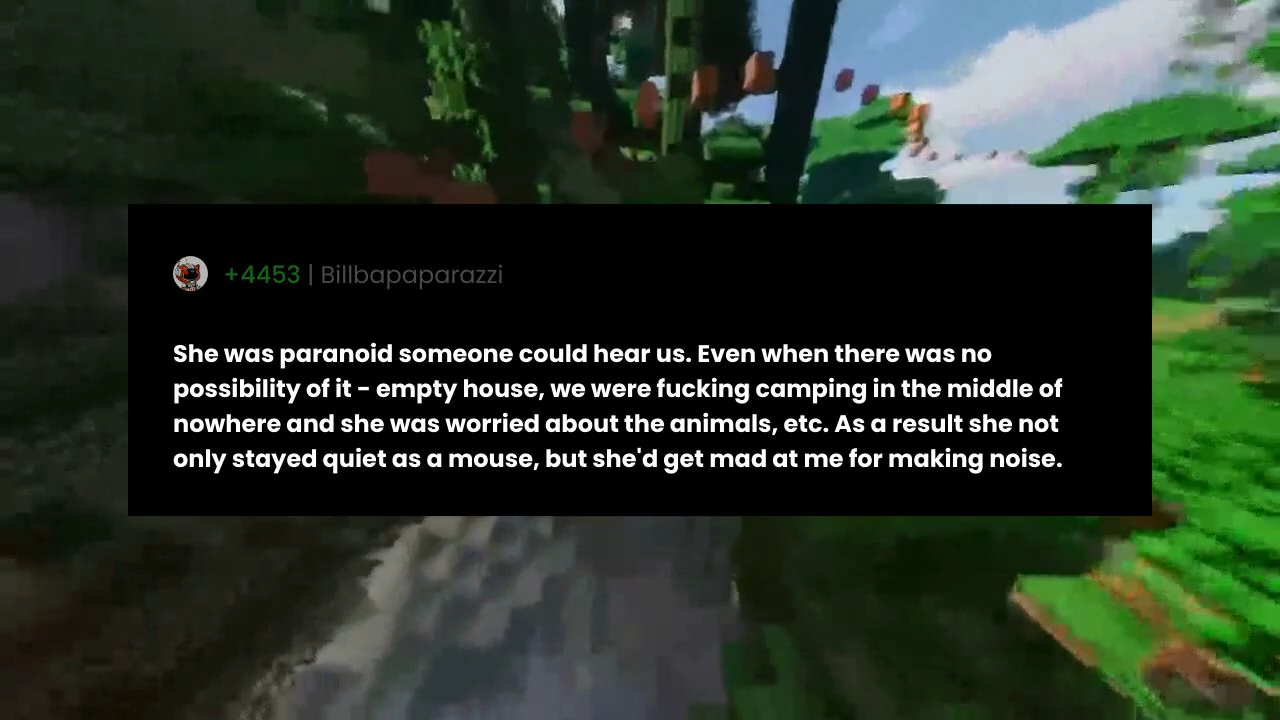 +4453 | Billbapaparazzi
She was paranoid someone could hear us. Even when there was no
possibility of it - empty house, we were fucking camping in the middle of
nowhere and she was worried about the animals, etc. As a result she not
only stayed quiet as a mouse, but she'd get mad at me for making noise.